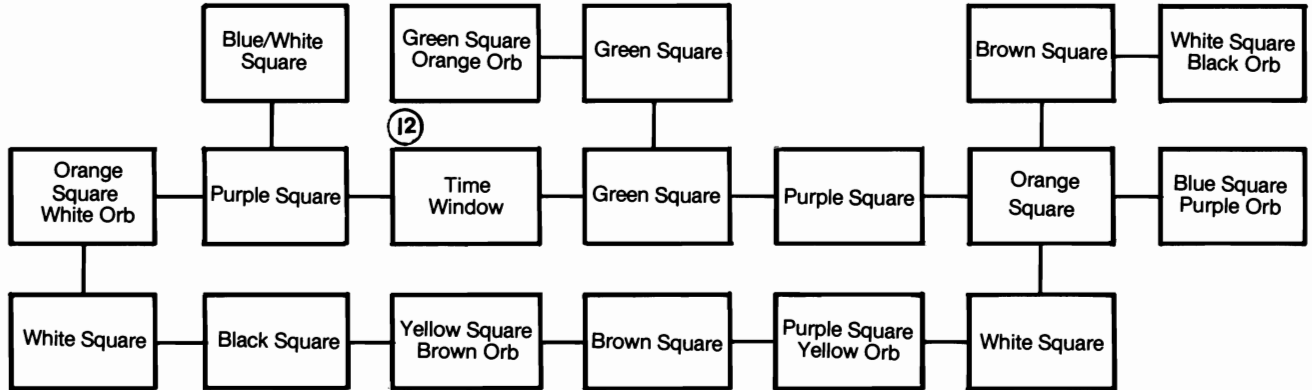 Blue/White
Square
Green Square
Orange Orb
Green Square
Brown Square
White Square
Black Orb
12
Orange
Square
White Orb
Purple Square
Time
Window
Green Square
Purple Square
Orange
Square
Blue Square
Purple Orb
White Square
Black Square
Yellow Square
Brown Orb
Brown Square
Purple Square
Yellow Orb
White Square